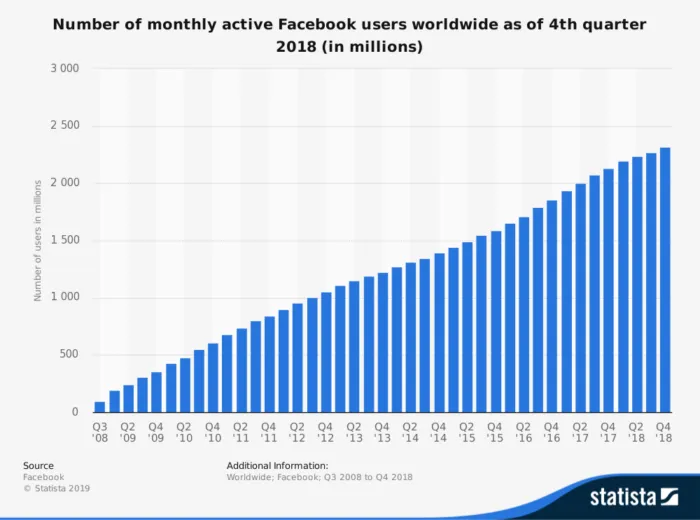 Number of monthly active Facebook users worldwide as of 4th quarter
2018 (in millions)
3 000
2 500
2 000
1 500
1 000
500
0
Number of users in millions
Q3 '08
Q2 '09
Q4 '09
Q2 '10
Q4 '10
Q2 '11
Q4 '11
Q2 '12
Q4 '12
Q2 '13
Q4 '13
Q2 '14
Q4 '14
Q2 '15
Q4 '15
Q2 '16
Q4 '16
Q2 '17
Q4 '17
Q2 '18
Q4 '18
Source
Facebook
© Statista 2019
Additional Information:
Worldwide; Facebook; Q3 2008 to Q4 2018
statista